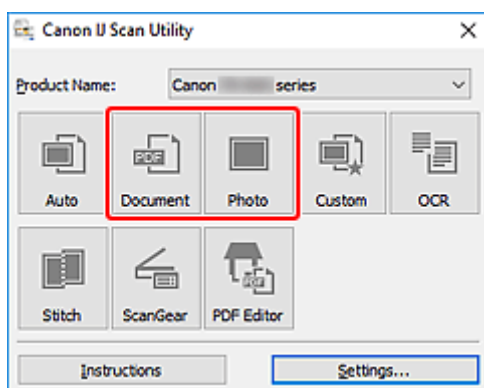 Canon IJ Scan Utility
Product Name: Canon series
Auto Document Photo Custom OCR
PDF
Stitch ScanGear PDF Editor
Instructions Settings...